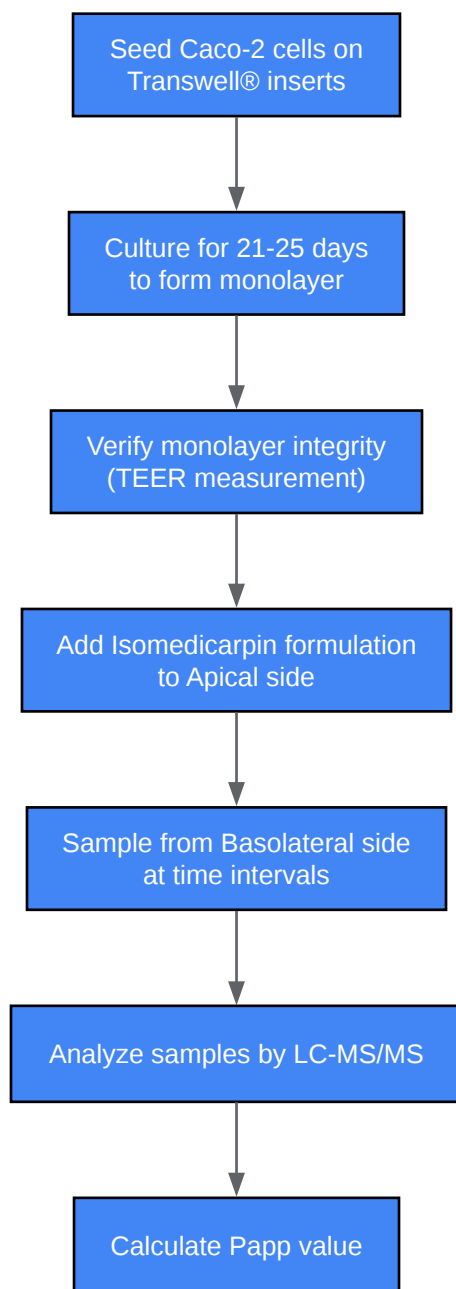 Seed Caco-2 cells on
Transwell® inserts
Culture for 21-25 days
to form monolayer
Verify monolayer integrity
(TEER measurement)
Add Isomedicarpin formulation
to Apical side
Sample from Basolateral side
at time intervals
Analyze samples by LC-MS/MS
Calculate Papp value